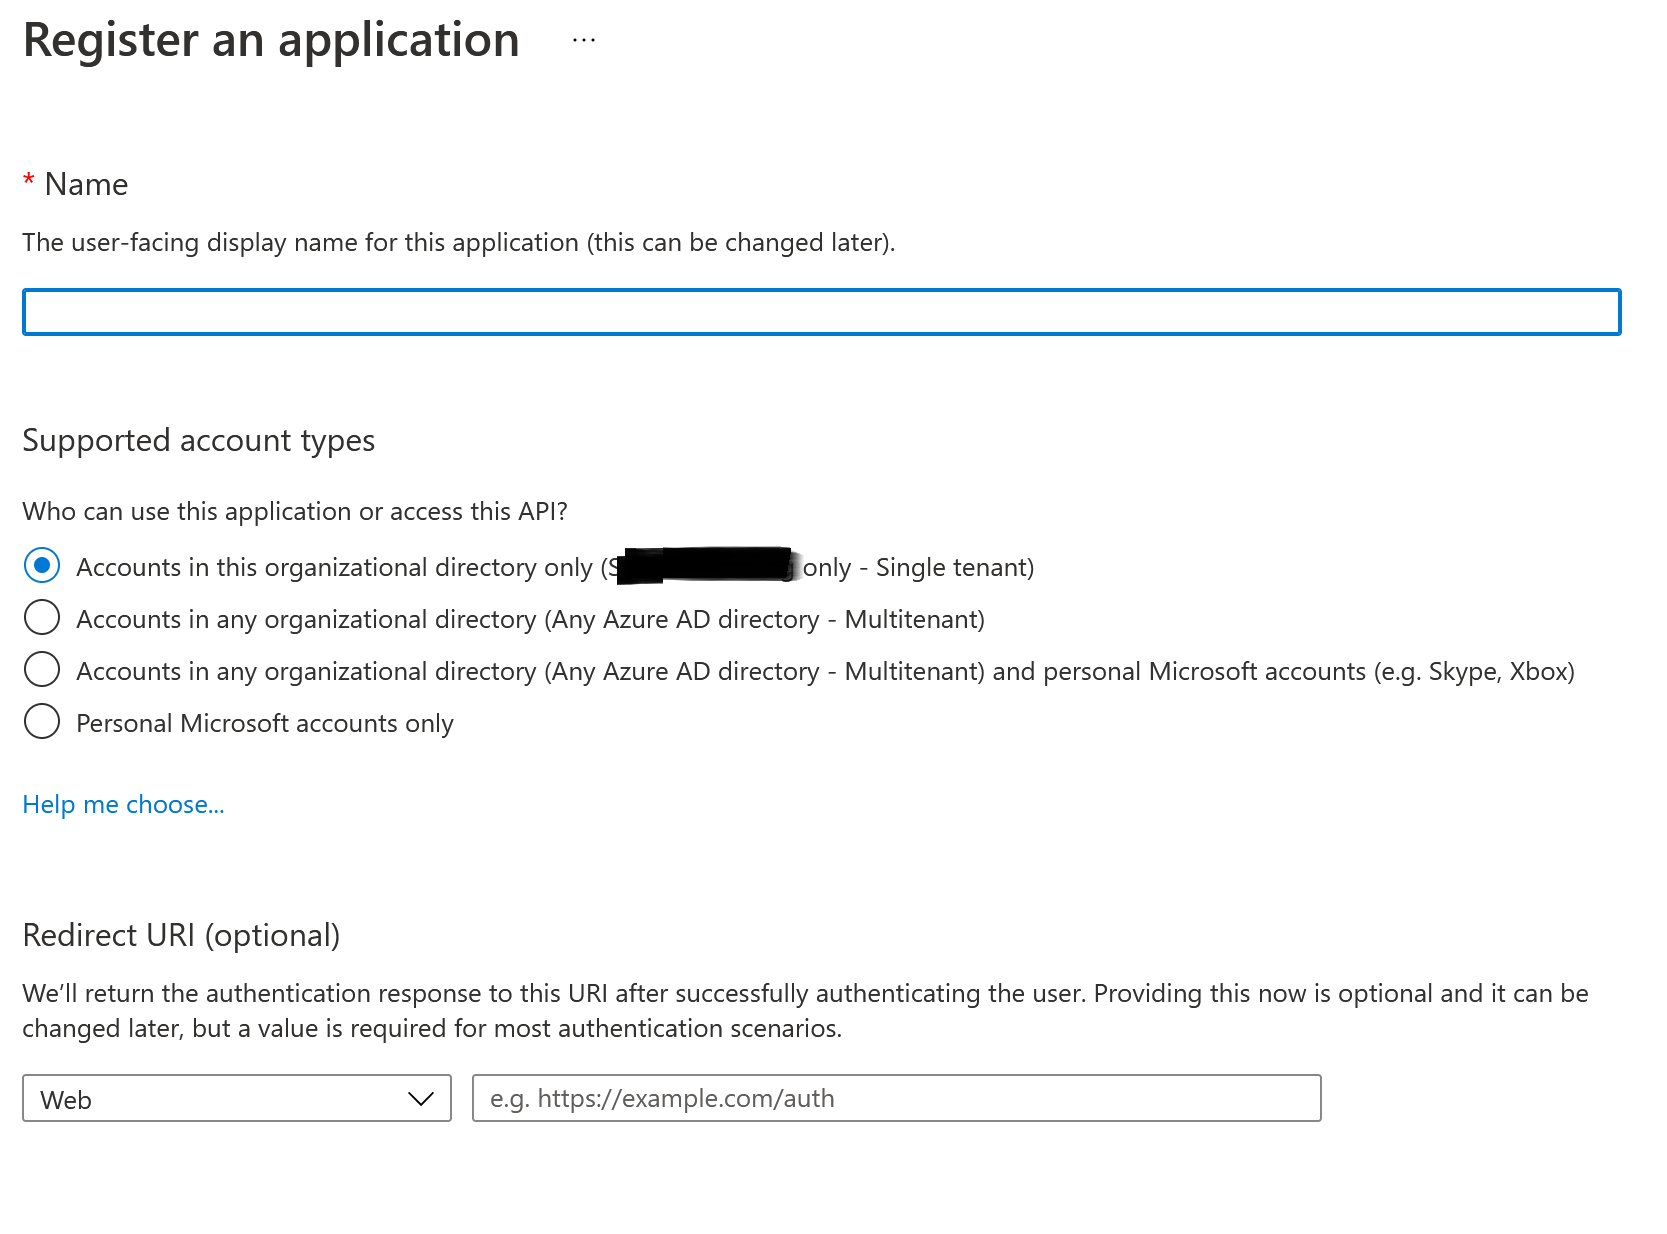 Register an application ...
* Name
The user-facing display name for this application (this can be changed later).
Supported account types
Who can use this application or access this API?
Accounts in this organizational directory only ( only - Single tenant)
Accounts in any organizational directory (Any Azure AD directory - Multitenant)
Accounts in any organizational directory (Any Azure AD directory - Multitenant) and personal Microsoft accounts (e.g. Skype, Xbox)
Personal Microsoft accounts only
Help me choose...
Redirect URI (optional)
We’ll return the authentication response to this URI after successfully authenticating the user. Providing this now is optional and it can be
changed later, but a value is required for most authentication scenarios.
Web
e.g. https://example.com/auth